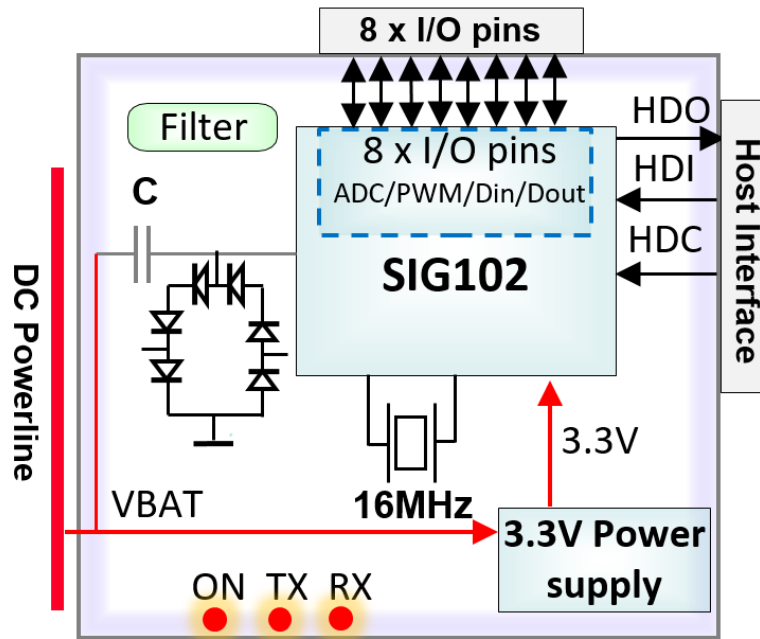 8 x I/O pins
HDO
Filter
8 x I/O pins
ADC/PWM/Din/Dout
HDI
C
HDC
SIG102
Host Interface
DC Powerline
3.3V
VBAT
16MHz
3.3V Power
supply
ON TX RX